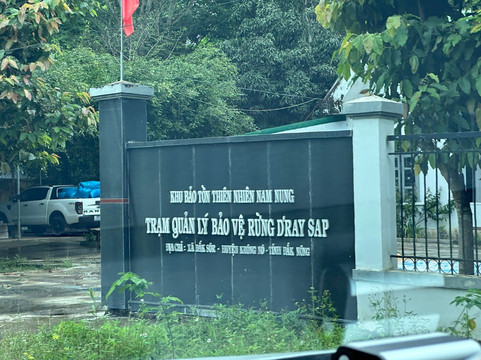 KHU BẢO TỒN THIÊN NHIÊN NAM NUNG
TRẠM QUẢN LÝ BẢO VỆ RỪNG DRAY SAP
ĐỊA CHỈ : XÃ ĐẮK SÔR - HUYỆN KRÔNG NÔ - TỈNH ĐẮK NÔNG